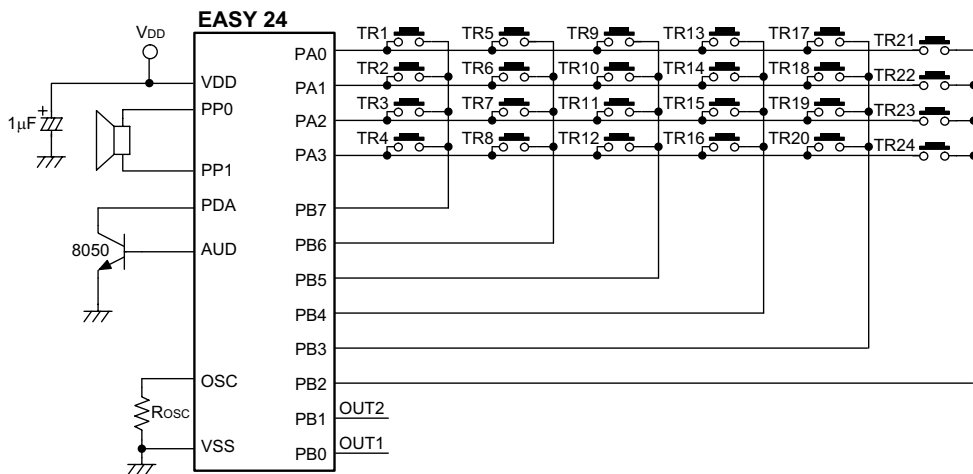 EASY 24
VDD
1μF
VDD
PP0
PP1
PDA
AUD
8050
OSC
ROSC
VSS
PA0
PA1
PA2
PA3
PB7
PB6
PB5
PB4
PB3
PB2
PB1
PB0
OUT2
OUT1
TR1 TR5 TR9 TR13 TR17 TR21
TR2 TR6 TR10 TR14 TR18 TR22
TR3 TR7 TR11 TR15 TR19 TR23
TR4 TR8 TR12 TR16 TR20 TR24